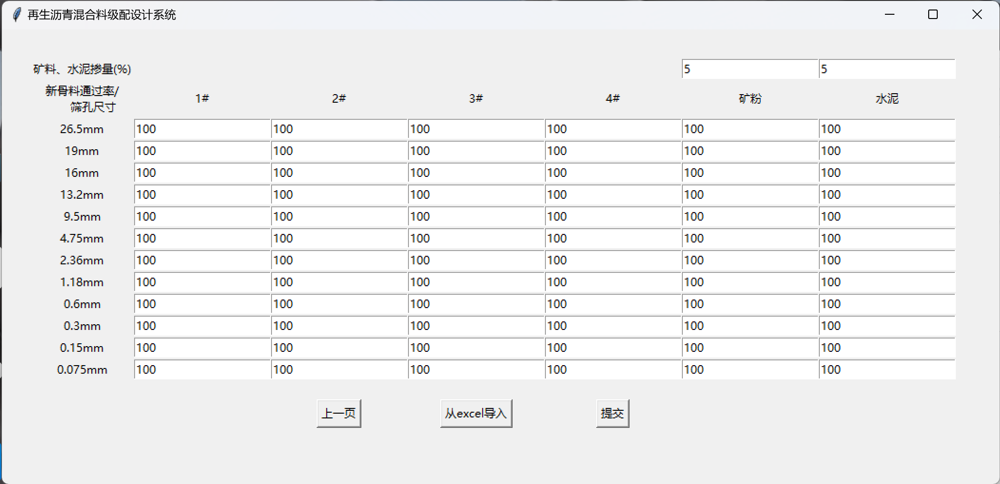 再生沥青混合料级配设计系统
矿料、水泥掺量(%) 5 5
新骨料通过率/
筛孔尺寸
1# 2# 3# 4# 矿粉 水泥
26.5mm 100 100 100 100 100 100
19mm 100 100 100 100 100 100
16mm 100 100 100 100 100 100
13.2mm 100 100 100 100 100 100
9.5mm 100 100 100 100 100 100
4.75mm 100 100 100 100 100 100
2.36mm 100 100 100 100 100 100
1.18mm 100 100 100 100 100 100
0.6mm 100 100 100 100 100 100
0.3mm 100 100 100 100 100 100
0.15mm 100 100 100 100 100 100
0.075mm 100 100 100 100 100 100
上一页 从excel导入 提交